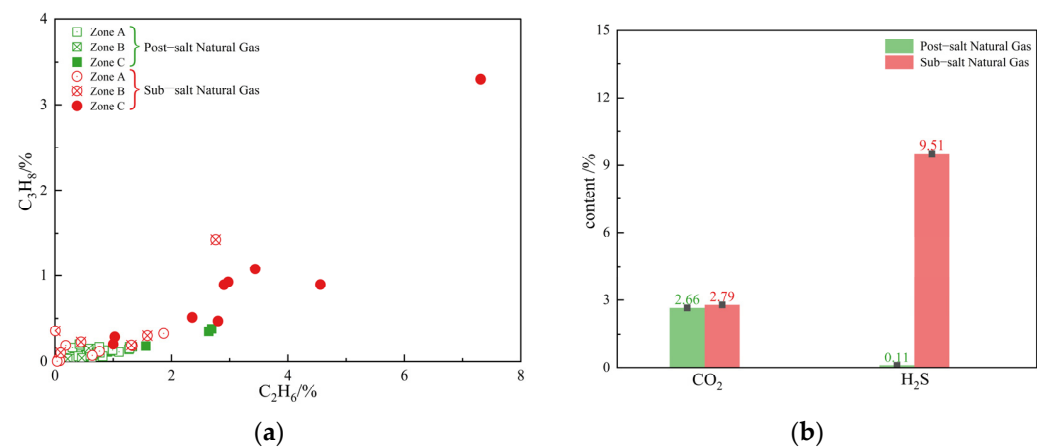 Zone A
Zone B
Post−salt Natural Gas
Zone C
Zone A
Zone B
Sub−salt Natural Gas
Zone C
4
3
2
1
0
C₃H₈/%
0 2 4 6 8
C₂H₆/%
(a)
Post−salt Natural Gas
Sub−salt Natural Gas
15
12
9
6
3
0
content /%
2.66
2.79
0.11
9.51
CO₂ H₂S
(b)